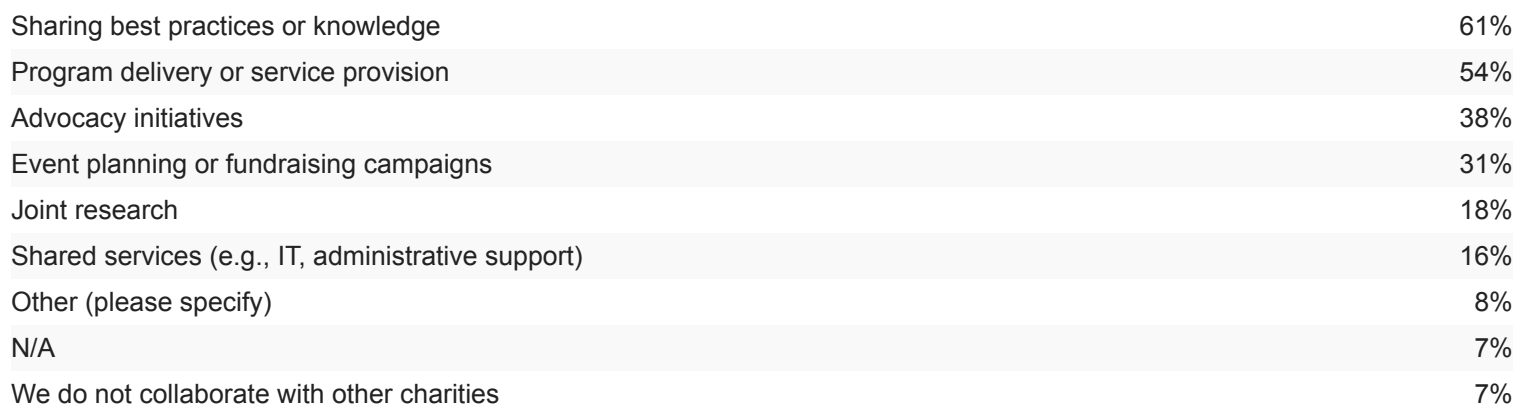 Sharing best practices or knowledge 61%
Program delivery or service provision 54%
Advocacy initiatives 38%
Event planning or fundraising campaigns 31%
Joint research 18%
Shared services (e.g., IT, administrative support) 16%
Other (please specify) 8%
N/A 7%
We do not collaborate with other charities 7%